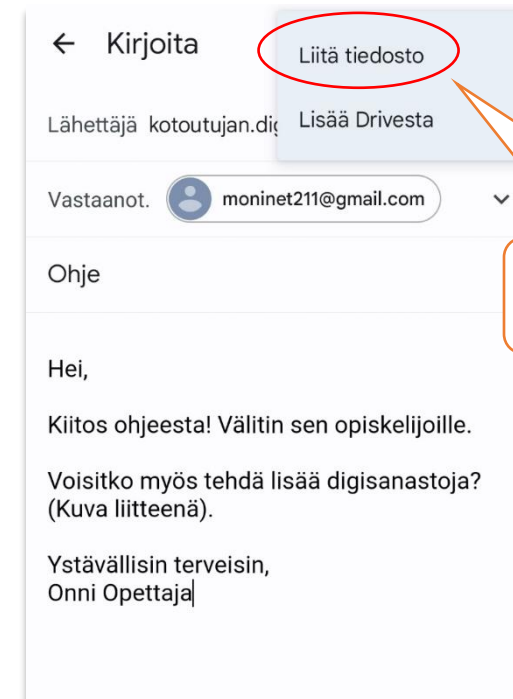 Kirjoita
Liitä tiedosto
Lisää Drivesta
Lähettäjä kotoutujan.dig
Vastaanot. moninet211@gmail.com
Ohje
Hei,
Kiitos ohjeesta! Välitin sen opiskelijoille.
Voisitko myös tehdä lisää digisanastoja?
(Kuva liitteenä).
Ystävällisin terveisin,
Onni Opettaja